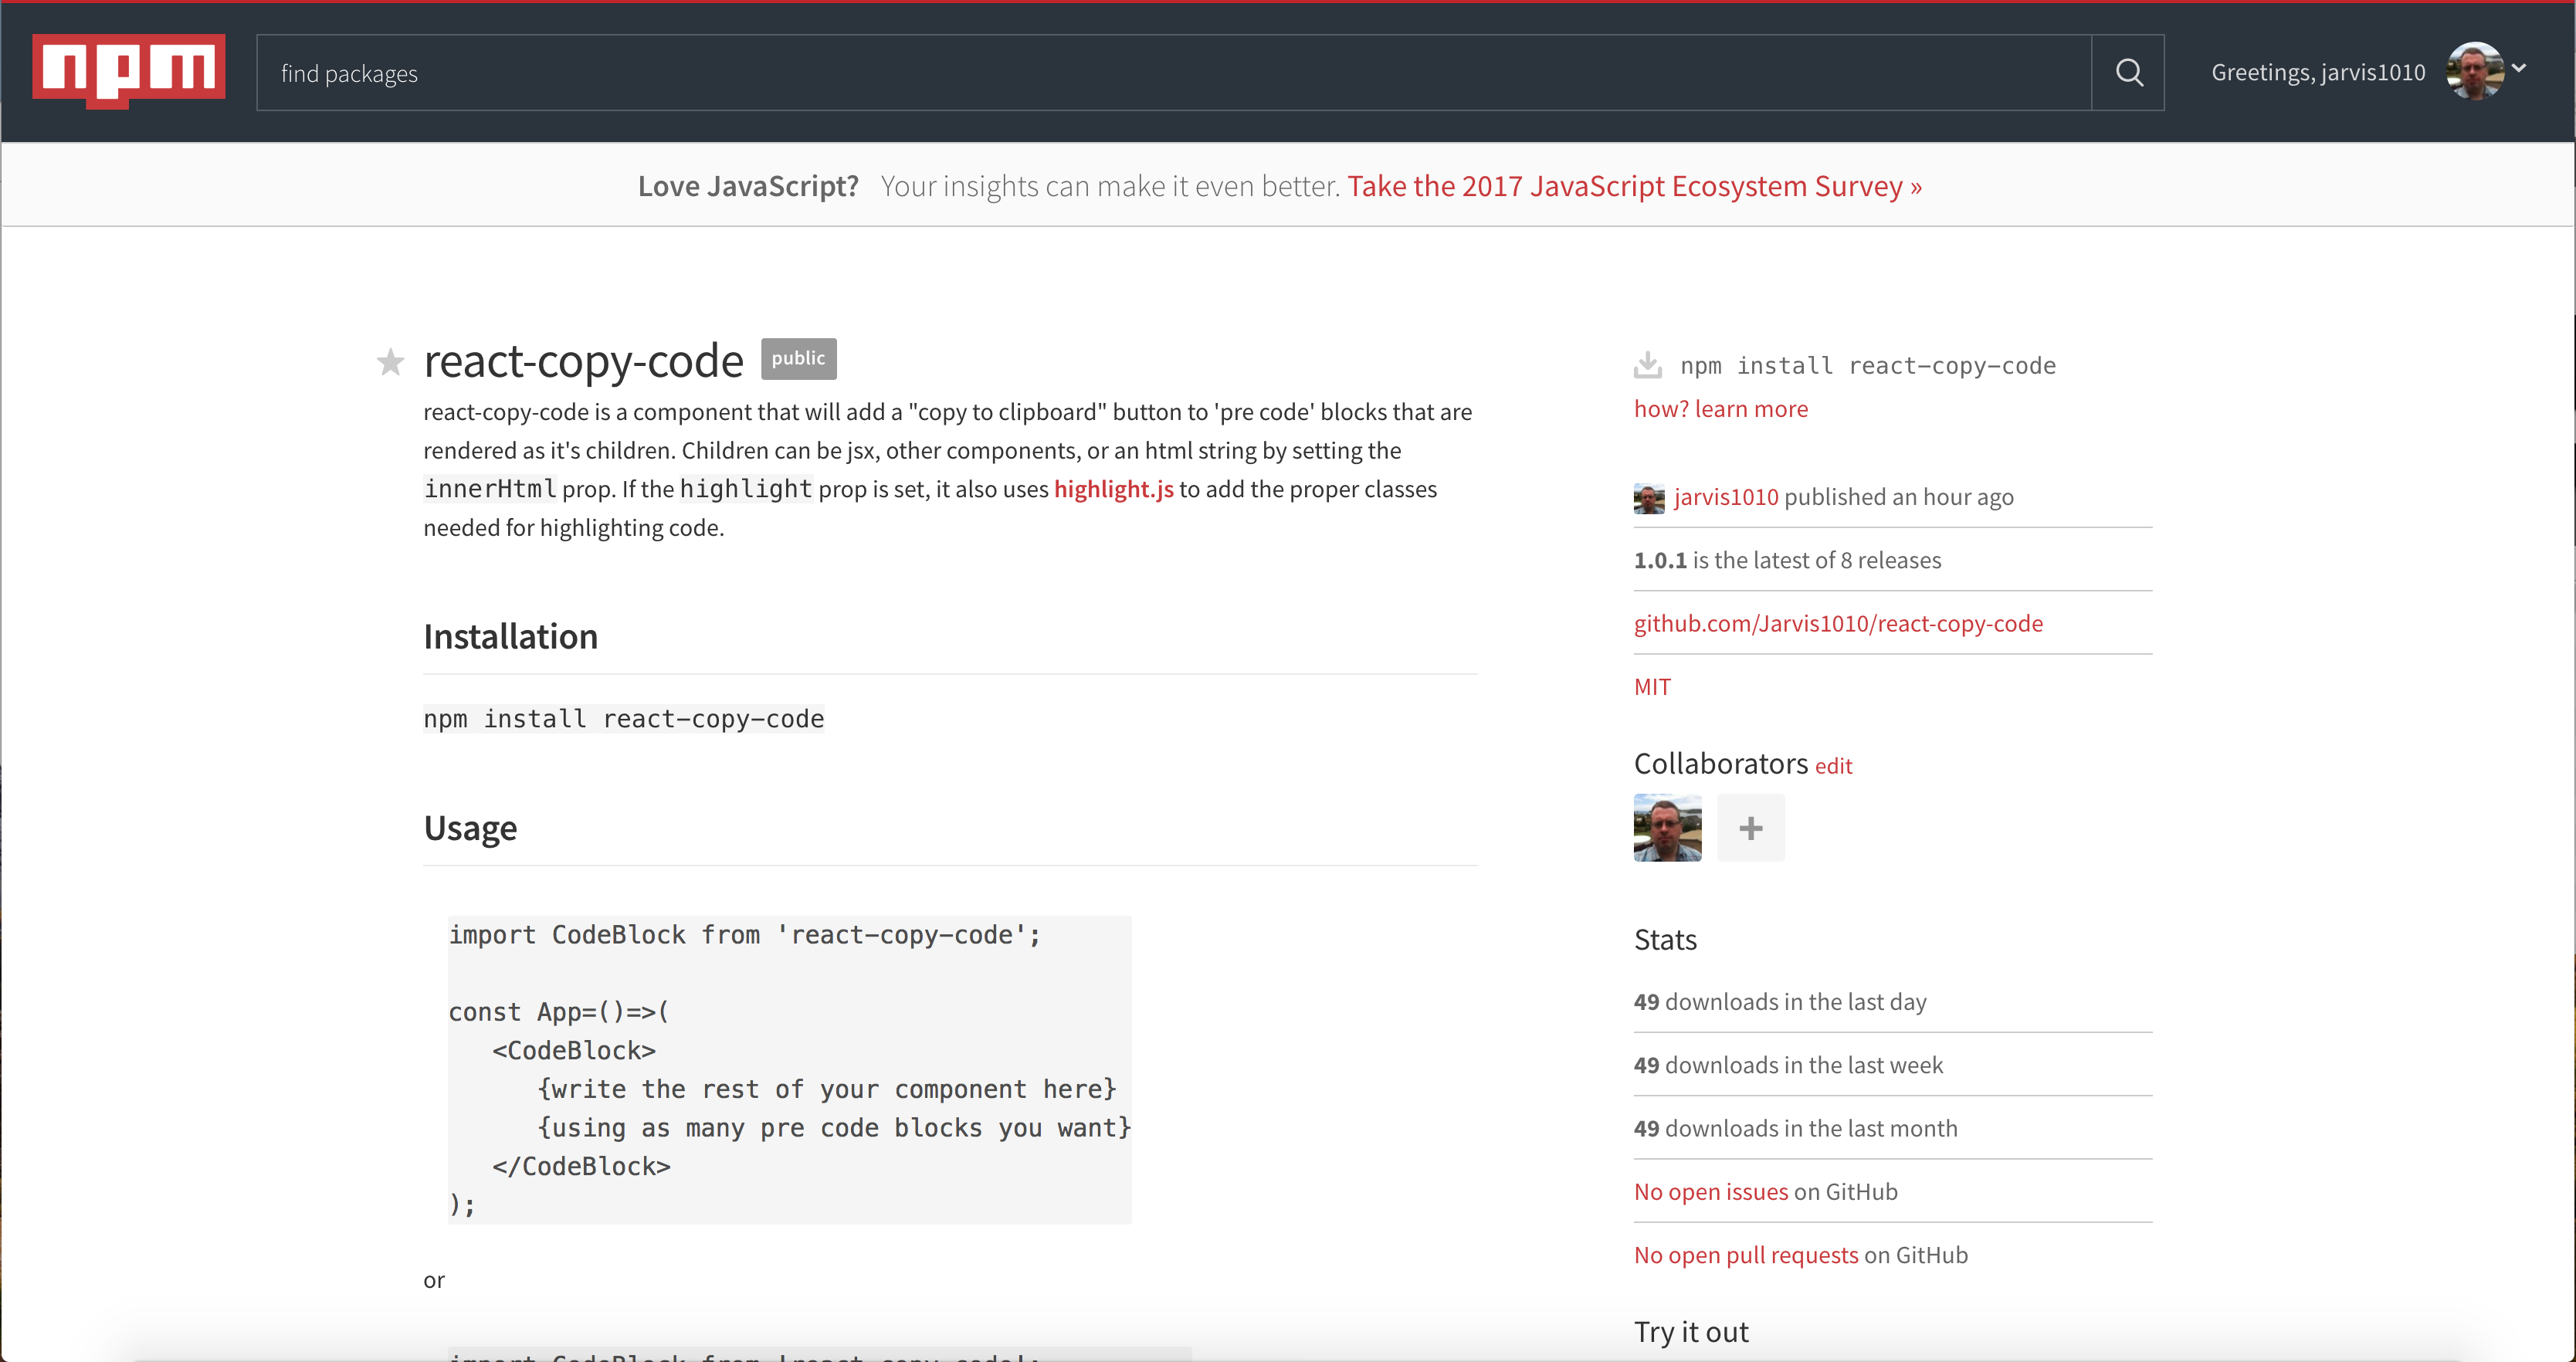 npm
find packages
Greetings, jarvis1010
Love JavaScript? Your insights can make it even better. Take the 2017 JavaScript Ecosystem Survey »
react-copy-code public
react-copy-code is a component that will add a "copy to clipboard" button to 'pre code' blocks that are
rendered as it's children. Children can be jsx, other components, or an html string by setting the
innerHtml prop. If the highlight prop is set, it also uses highlight.js to add the proper classes
needed for highlighting code.
Installation
npm install react-copy-code
Usage
import CodeBlock from 'react-copy-code';
const App=()=>(
<CodeBlock>
{write the rest of your component here}
{using as many pre code blocks you want}
</CodeBlock>
);
or
import CodeBlock from 'react-copy-code';
npm install react-copy-code
how? learn more
jarvis1010 published an hour ago
1.0.1 is the latest of 8 releases
github.com/Jarvis1010/react-copy-code
MIT
Collaborators edit
+
Stats
49 downloads in the last day
49 downloads in the last week
49 downloads in the last month
No open issues on GitHub
No open pull requests on GitHub
Try it out